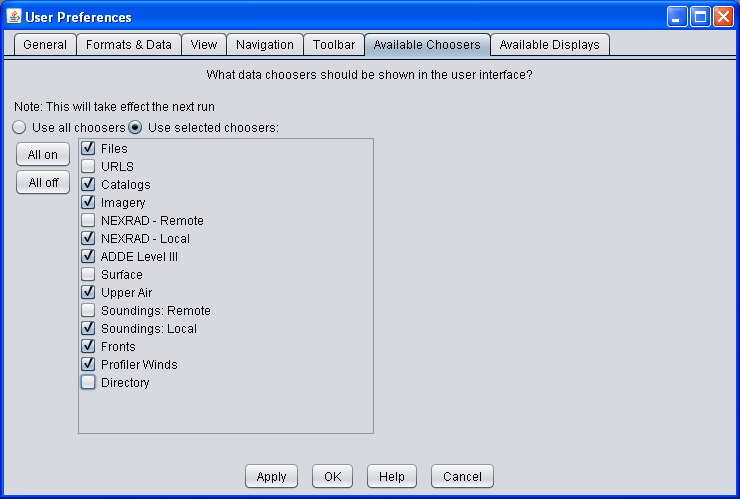 User Preferences
General Formats & Data View Navigation Toolbar Available Choosers Available Displays
What data choosers should be shown in the user interface?
Note: This will take effect the next run
Use all choosers Use selected choosers:
All on
All off
Files
URLS
Catalogs
Imagery
NEXRAD - Remote
NEXRAD - Local
ADDE Level III
Surface
Upper Air
Soundings: Remote
Soundings: Local
Fronts
Profiler Winds
Directory
Apply OK Help Cancel